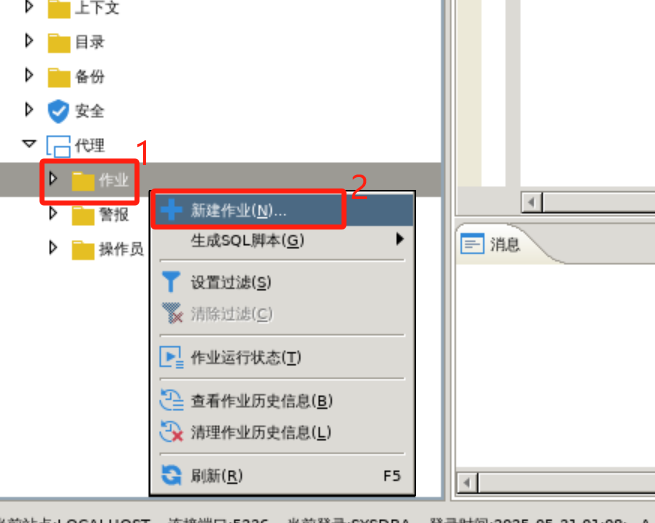 上下文
目录
备份
安全
代理
1
作业
2
新建作业(N)...
警报
生成SQL脚本(G)
消息
操作员
设置过滤(S)
清除过滤(C)
作业运行状态(T)
查看作业历史信息(B)
清理作业历史信息(L)
刷新(R) F5
当前站点:LOCALHOST 连接端口:5236 当前登录:SYSDBA 登录时间:2025-05-21 01:08: